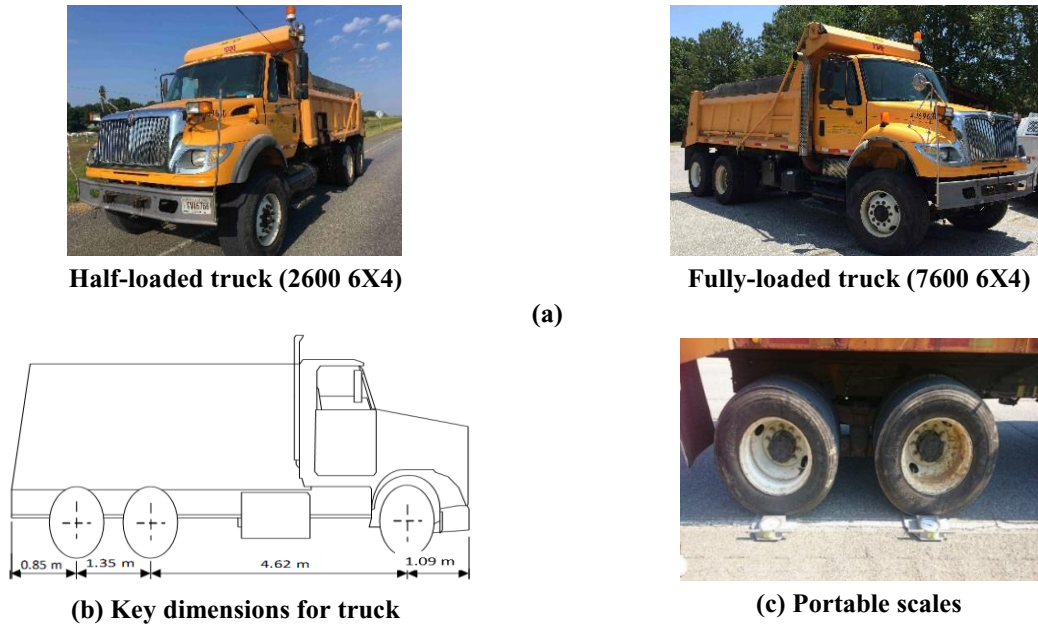 Half-loaded truck (2600 6X4)
Fully-loaded truck (7600 6X4)
(a)
0.85 m
1.35 m
4.62 m
1.09 m
(b) Key dimensions for truck
(c) Portable scales